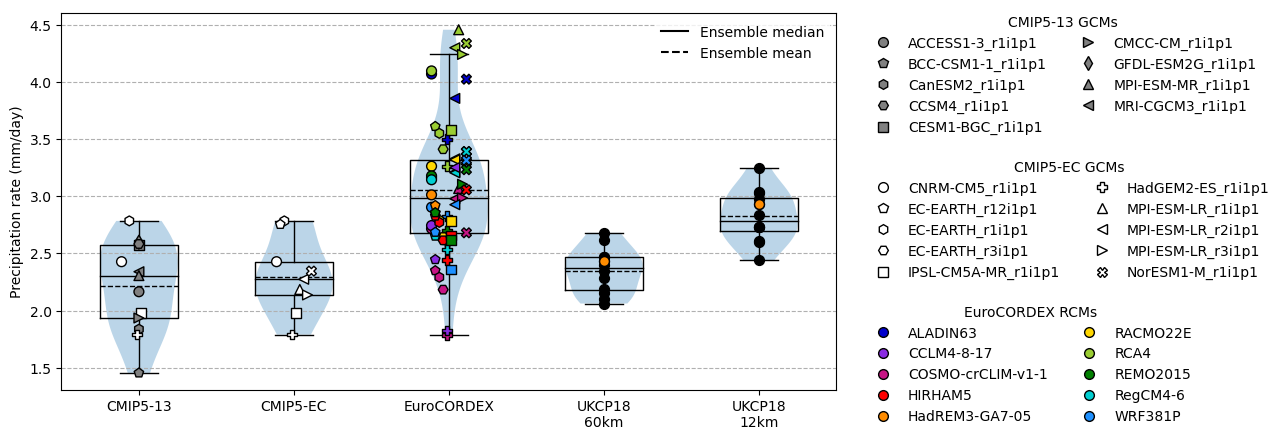 Precipitation rate (mm/day)
4.5
4.0
3.5
3.0
2.5
2.0
1.5
Ensemble median
Ensemble mean
CMIP5-13
CMIP5-EC
EuroCORDEX
UKCP18
60km
UKCP18
12km
CMIP5-13 GCMs
ACCESS1-3_r1i1p1
BCC-CSM1-1_r1i1p1
CanESM2_r1i1p1
CCSM4_r1i1p1
CESM1-BGC_r1i1p1
CMCC-CM_r1i1p1
GFDL-ESM2G_r1i1p1
MPI-ESM-MR_r1i1p1
MRI-CGCM3_r1i1p1
CMIP5-EC GCMs
CNRM-CM5_r1i1p1
EC-EARTH_r12i1p1
EC-EARTH_r1i1p1
EC-EARTH_r3i1p1
IPSL-CM5A-MR_r1i1p1
HadGEM2-ES_r1i1p1
MPI-ESM-LR_r1i1p1
MPI-ESM-LR_r2i1p1
MPI-ESM-LR_r3i1p1
NorESM1-M_r1i1p1
EuroCORDEX RCMs
ALADIN63
CCLM4-8-17
COSMO-crCLIM-v1-1
HIRHAM5
HadREM3-GA7-05
RACMO22E
RCA4
REMO2015
RegCM4-6
WRF381P